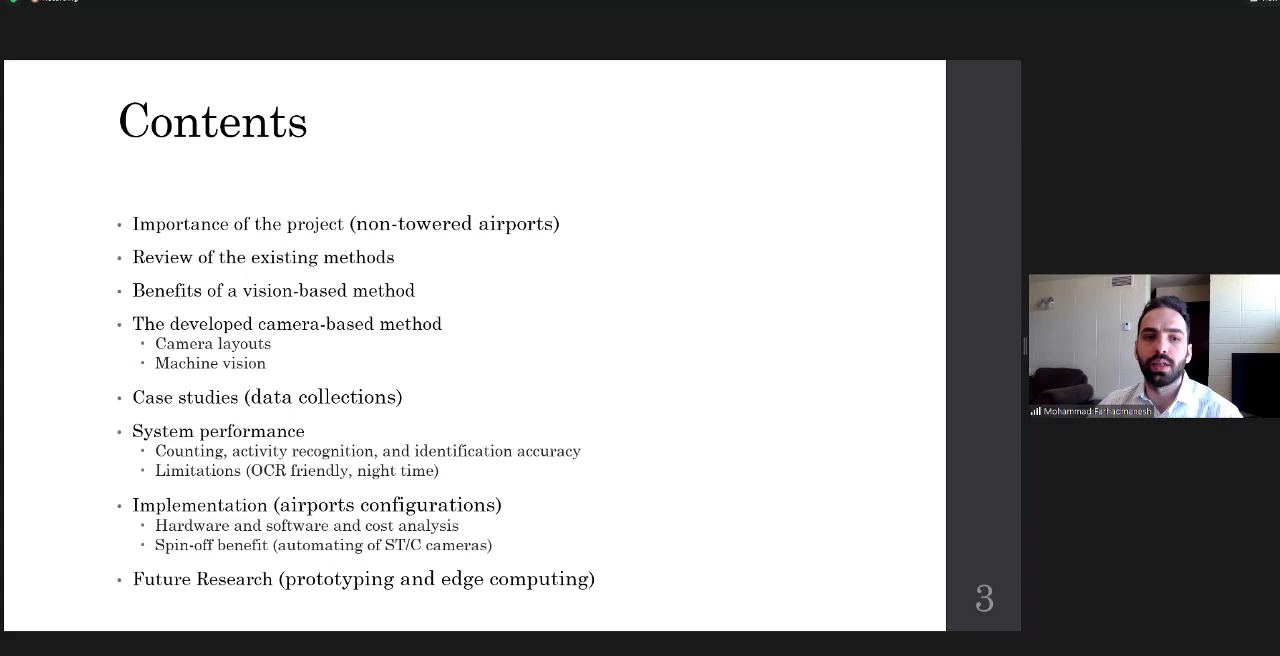 Contents
• Importance of the project (non-towered airports)
• Review of the existing methods
• Benefits of a vision-based method
• The developed camera-based method
• Camera layouts
• Machine vision
• Case studies (data collections)
• System performance
• Counting, activity recognition, and identification accuracy
• Limitations (OCR friendly, night time)
• Implementation (airports configurations)
• Hardware and software and cost analysis
• Spin-off benefit (automating of ST/C cameras)
• Future Research (prototyping and edge computing)
3
Mohammad Farhadmanesh